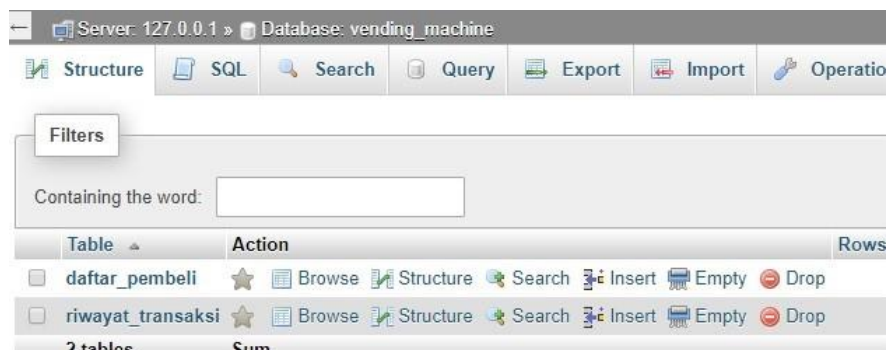 Server: 127.0.0.1 » Database: vending_machine
Structure SQL Search Query Export Import Operatio
Filters
Containing the word:
Table Action Rows
daftar_pembeli Browse Structure Search Insert Empty Drop
riwayat_transaksi Browse Structure Search Insert Empty Drop
2 tables Sum